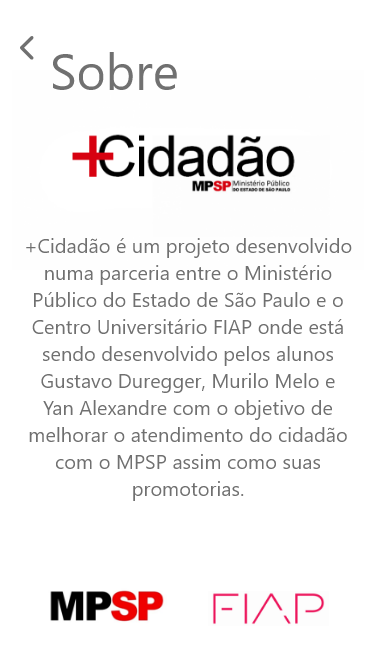 Sobre
+Cidadão
MPSP Ministério Público
DO ESTADO DE SÃO PAULO
+Cidadão é um projeto desenvolvido
numa parceria entre o Ministério
Público do Estado de São Paulo e o
Centro Universitário FIAP onde está
sendo desenvolvido pelos alunos
Gustavo Duregger, Murilo Melo e
Yan Alexandre com o objetivo de
melhorar o atendimento do cidadão
com o MPSP assim como suas
promotorias.
MPSP FIAP